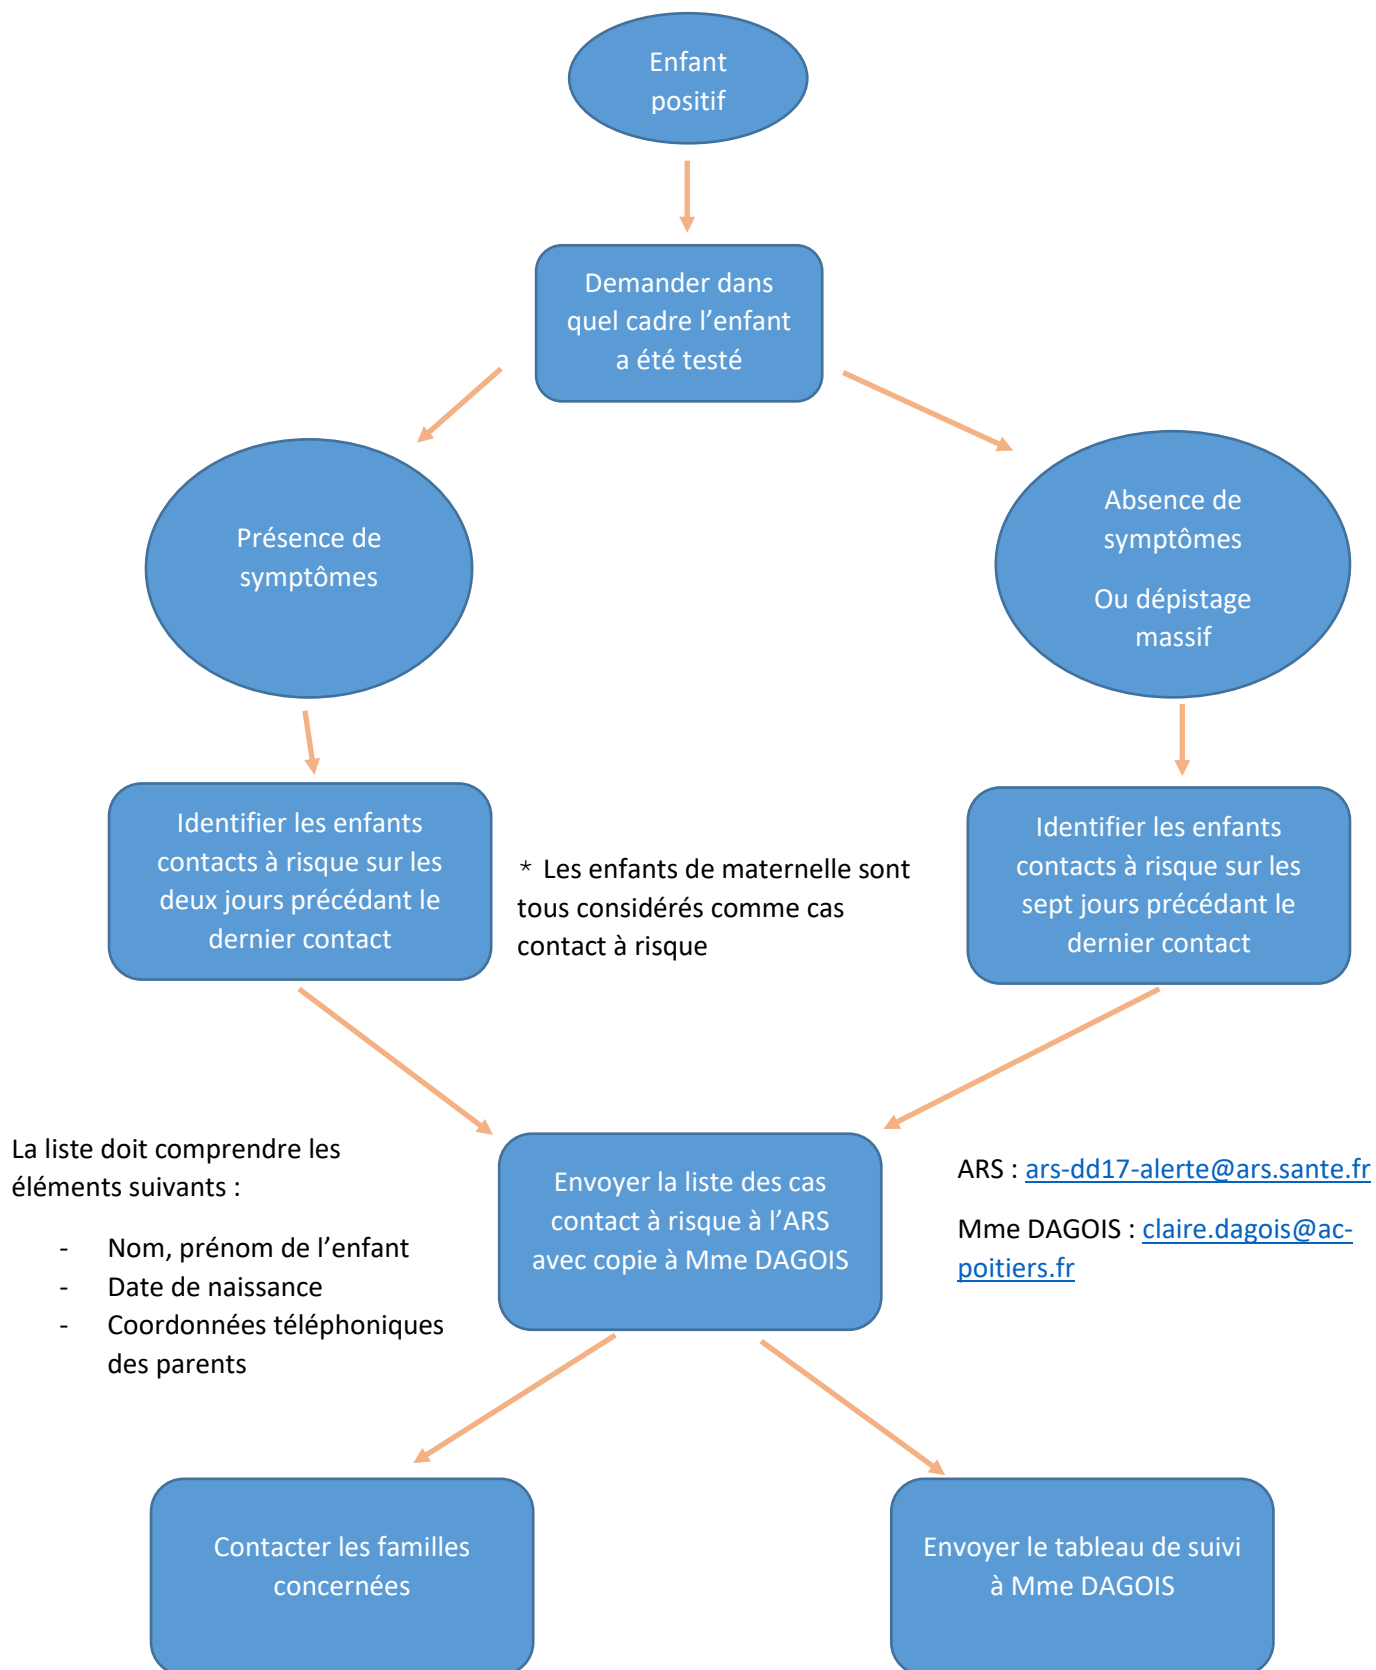 Enfant
positif
Demander dans
quel cadre l’enfant
a été testé
Présence de
symptômes
Absence de
symptômes
Ou dépistage
massif
Identifier les enfants
contacts à risque sur les
deux jours précédant le
dernier contact
* Les enfants de maternelle sont
tous considérés comme cas
contact à risque
Identifier les enfants
contacts à risque sur les
sept jours précédant le
dernier contact
La liste doit comprendre les
éléments suivants :
- Nom, prénom de l’enfant
- Date de naissance
- Coordonnées téléphoniques
des parents
Envoyer la liste des cas
contact à risque à l’ARS
avec copie à Mme DAGOIS
ARS : ars-dd17-alerte@ars.sante.fr
Mme DAGOIS : claire.dagois@ac-
poitiers.fr
Contacter les familles
concernées
Envoyer le tableau de suivi
à Mme DAGOIS